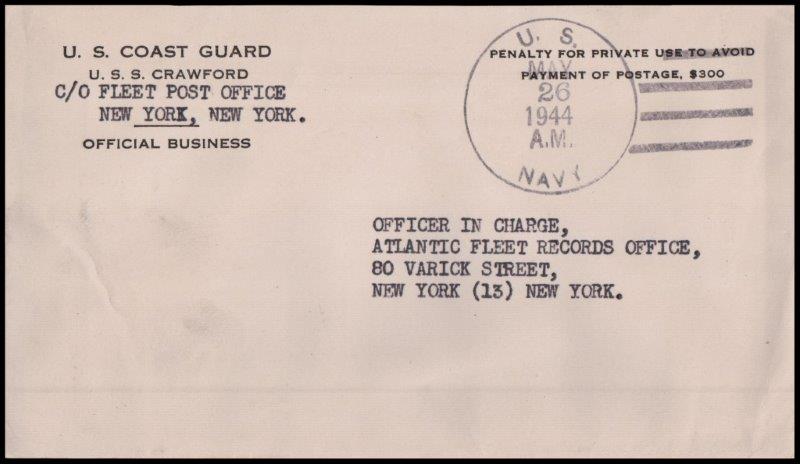 U. S. COAST GUARD
U. S. S. CRAWFORD
C/O FLEET POST OFFICE
NEW YORK, NEW YORK.
OFFICIAL BUSINESS
U. S.
MAY
26
1944
A.M.
NAVY
PENALTY FOR PRIVATE USE TO AVOID
PAYMENT OF POSTAGE, $300
OFFICER IN CHARGE,
ATLANTIC FLEET RECORDS OFFICE,
80 VARICK STREET,
NEW YORK (13) NEW YORK.